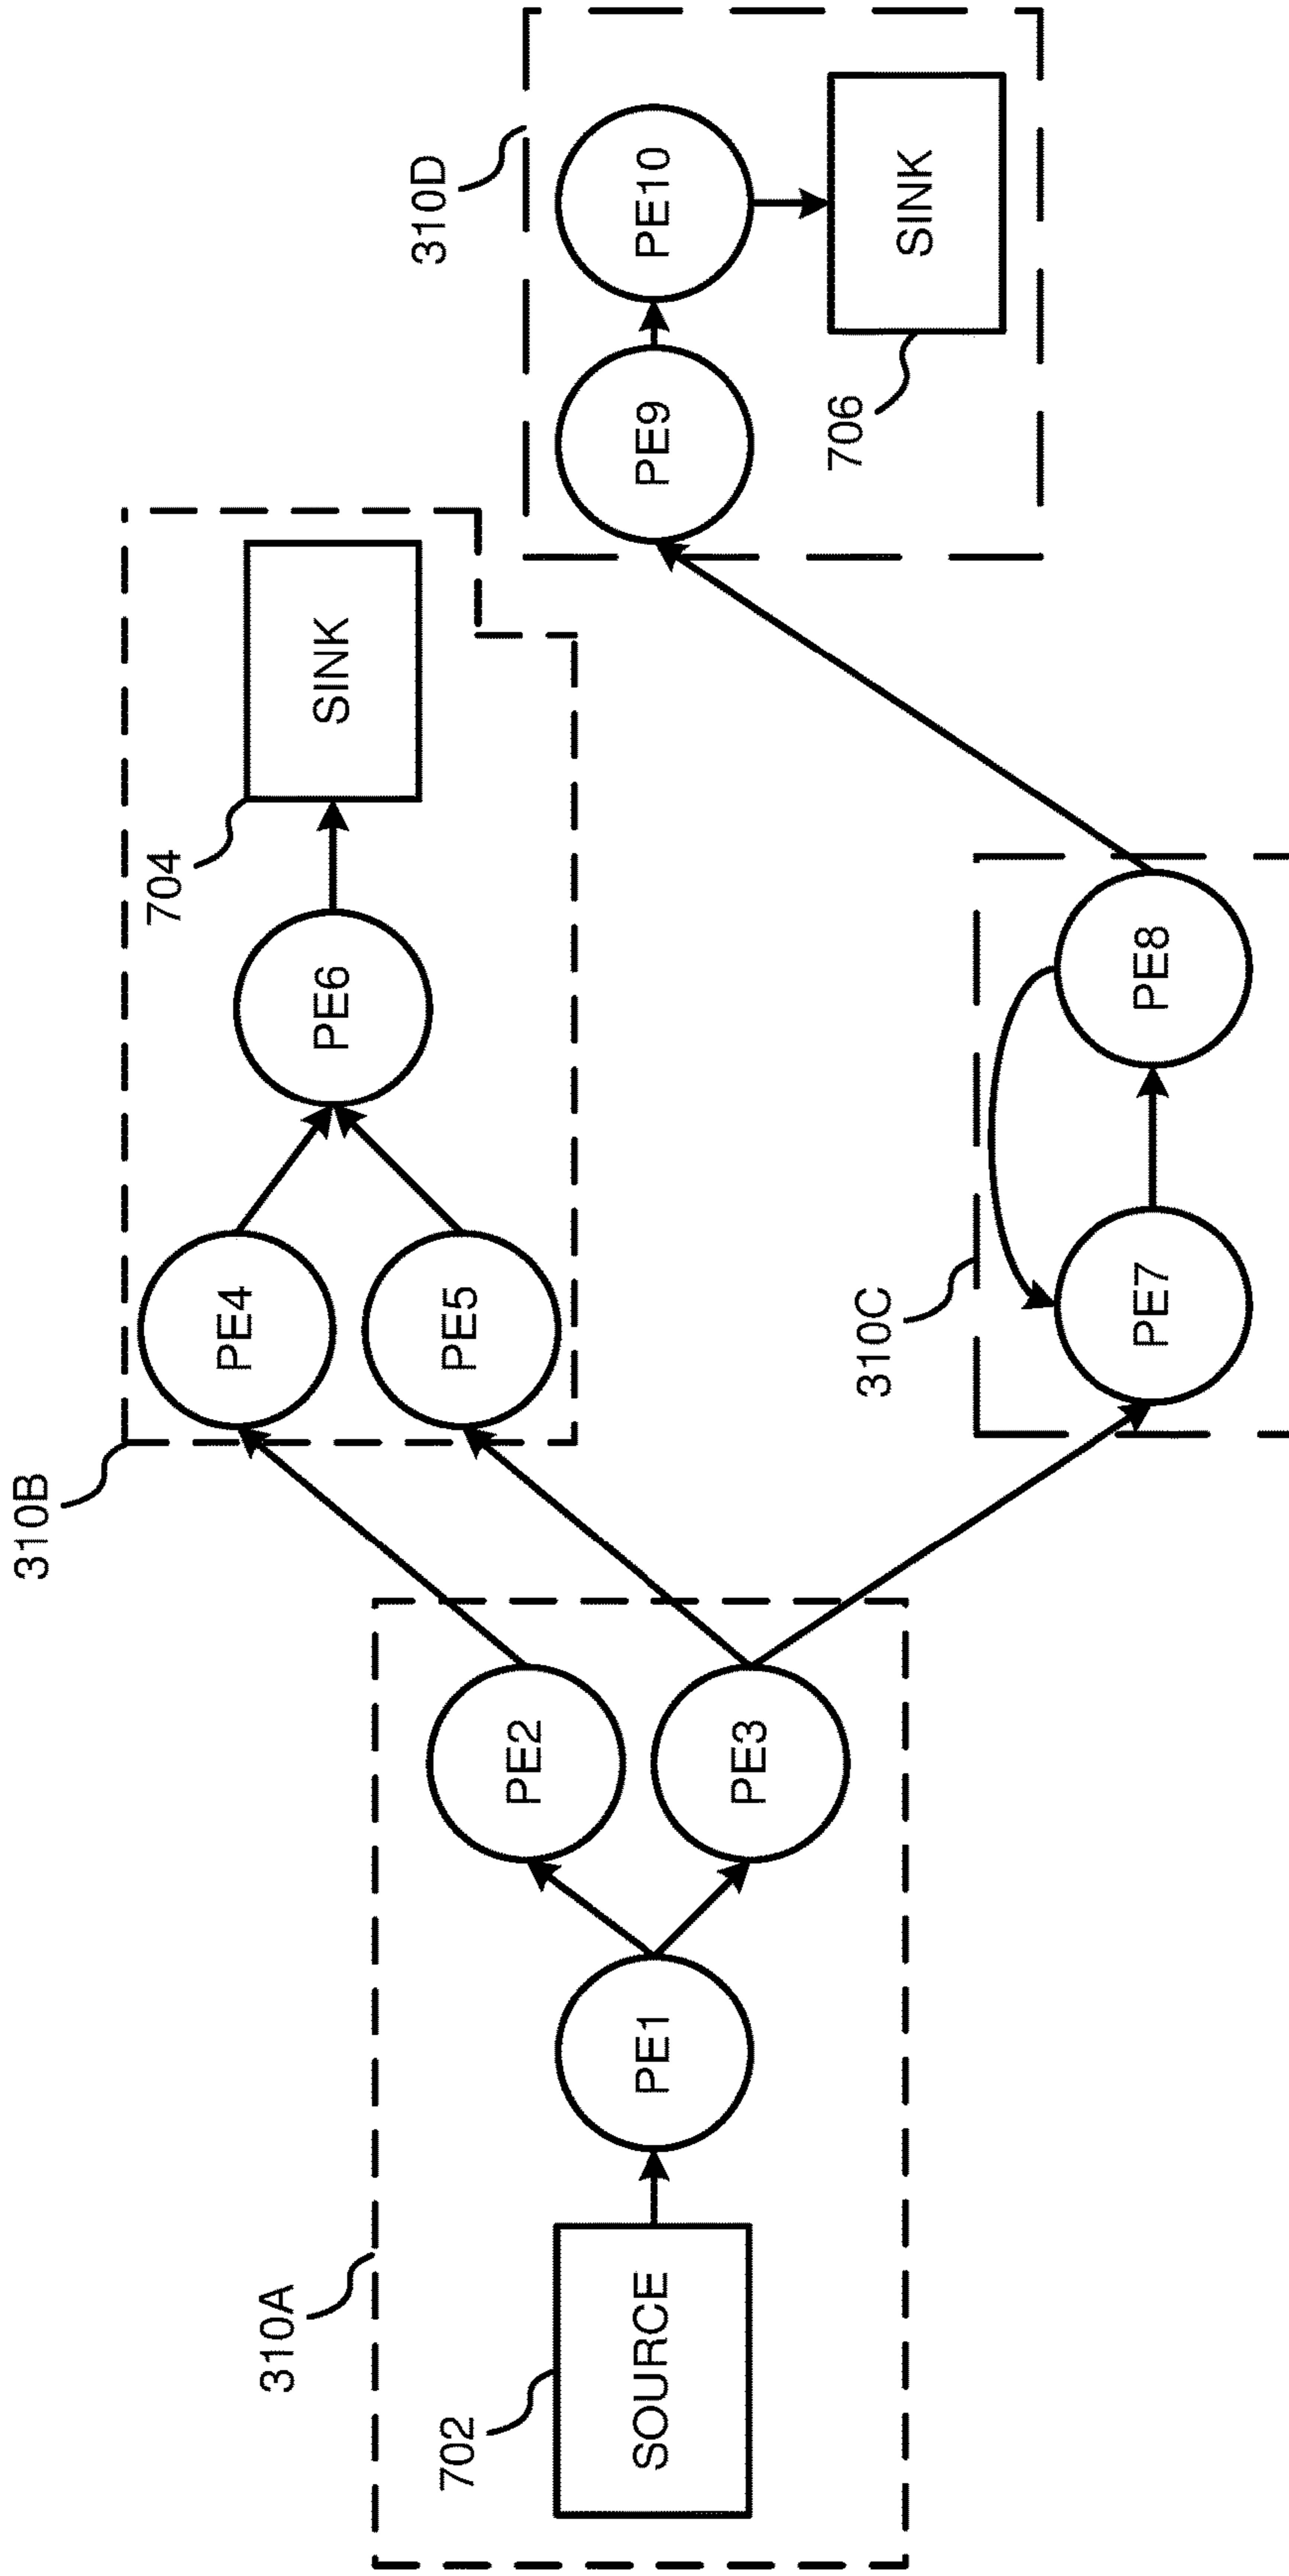 310A
702
SOURCE
PE1
PE2
PE3
310B
PE4
PE5
PE6
704
SINK
310C
PE7
PE8
310D
PE9
PE10
706
SINK